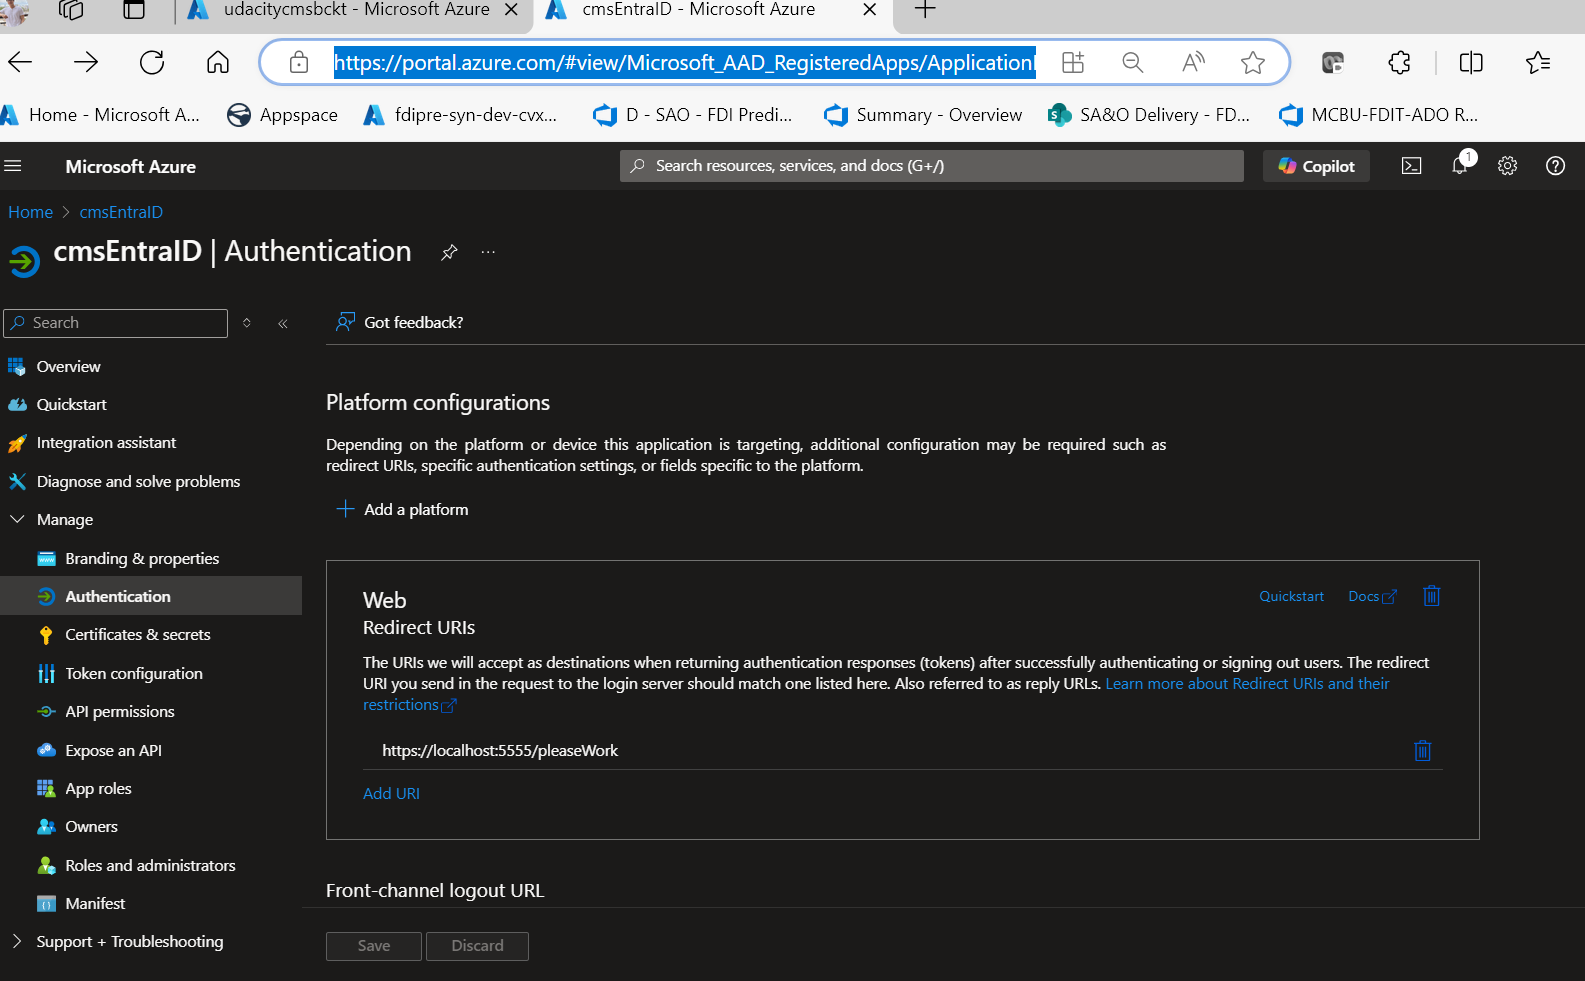 udacitycmsbckt - Microsoft Azure
cmsEntraID - Microsoft Azure
https://portal.azure.com/#view/Microsoft_AAD_RegisteredApps/Application
Home - Microsoft A...
Appspace
fdipre-syn-dev-cvx...
D - SAO - FDI Predi...
Summary - Overview
SA&O Delivery - FD...
MCBU-FDIT-ADO R...
Microsoft Azure
Search resources, services, and docs (G+/)
Copilot
1
Home > cmsEntraID
cmsEntraID | Authentication
...
Search
Got feedback?
Overview
Quickstart
Integration assistant
Diagnose and solve problems
Manage
Branding & properties
Authentication
Certificates & secrets
Token configuration
API permissions
Expose an API
App roles
Owners
Roles and administrators
Manifest
Support + Troubleshooting
Platform configurations
Depending on the platform or device this application is targeting, additional configuration may be required such as
redirect URIs, specific authentication settings, or fields specific to the platform.
Add a platform
Web
Quickstart
Docs
Redirect URIs
The URIs we will accept as destinations when returning authentication responses (tokens) after successfully authenticating or signing out users. The redirect
URI you send in the request to the login server should match one listed here. Also referred to as reply URLs. Learn more about Redirect URIs and their
restrictions
https://localhost:5555/pleaseWork
Add URI
Front-channel logout URL
Save
Discard